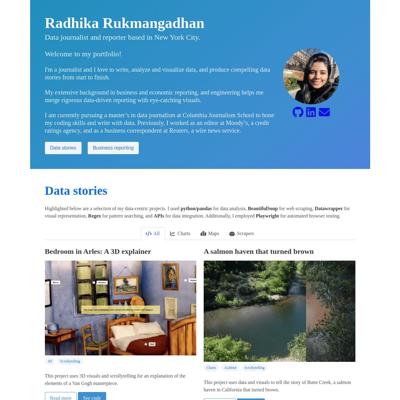 Radhika Rukmangadhan
Data journalist and reporter based in New York City.
Welcome to my portfolio!
I'm a journalist and I love to write, analyze and visualize data, and produce compelling data
stories from start to finish.
My extensive background in business and economic reporting, and engineering helps me
merge rigorous data-driven reporting with eye-catching visuals.
I am currently pursuing a master's in data journalism at Columbia Journalism School to hone
my coding skills and write with data. Previously, I worked as an editor at Moody's, a credit
ratings agency, and as a business correspondent at Reuters, a wire news service.
Data stories
Business reporting
Data stories
Highlighted below are a selection of my data-centric projects. I used python/pandas for data analysis, BeautifulSoup for web scraping, Datawrapper for
visual representation, Regex for pattern searching, and APIs for data integration. Additionally, I employed Playwright for automated browser testing.
All
Charts
Maps
Scrapers
Bedroom in Arles: A 3D explainer
A salmon haven that turned brown
3D
Scrollytelling
Charts
Scrollytelling
This project uses 3D visuals and scrollytelling for an explanation of the
elements of a Van Gogh masterpiece.
This project uses data and visuals to tell the story of Butte Creek, a salmon
haven in California that turned brown.
Read more
See code